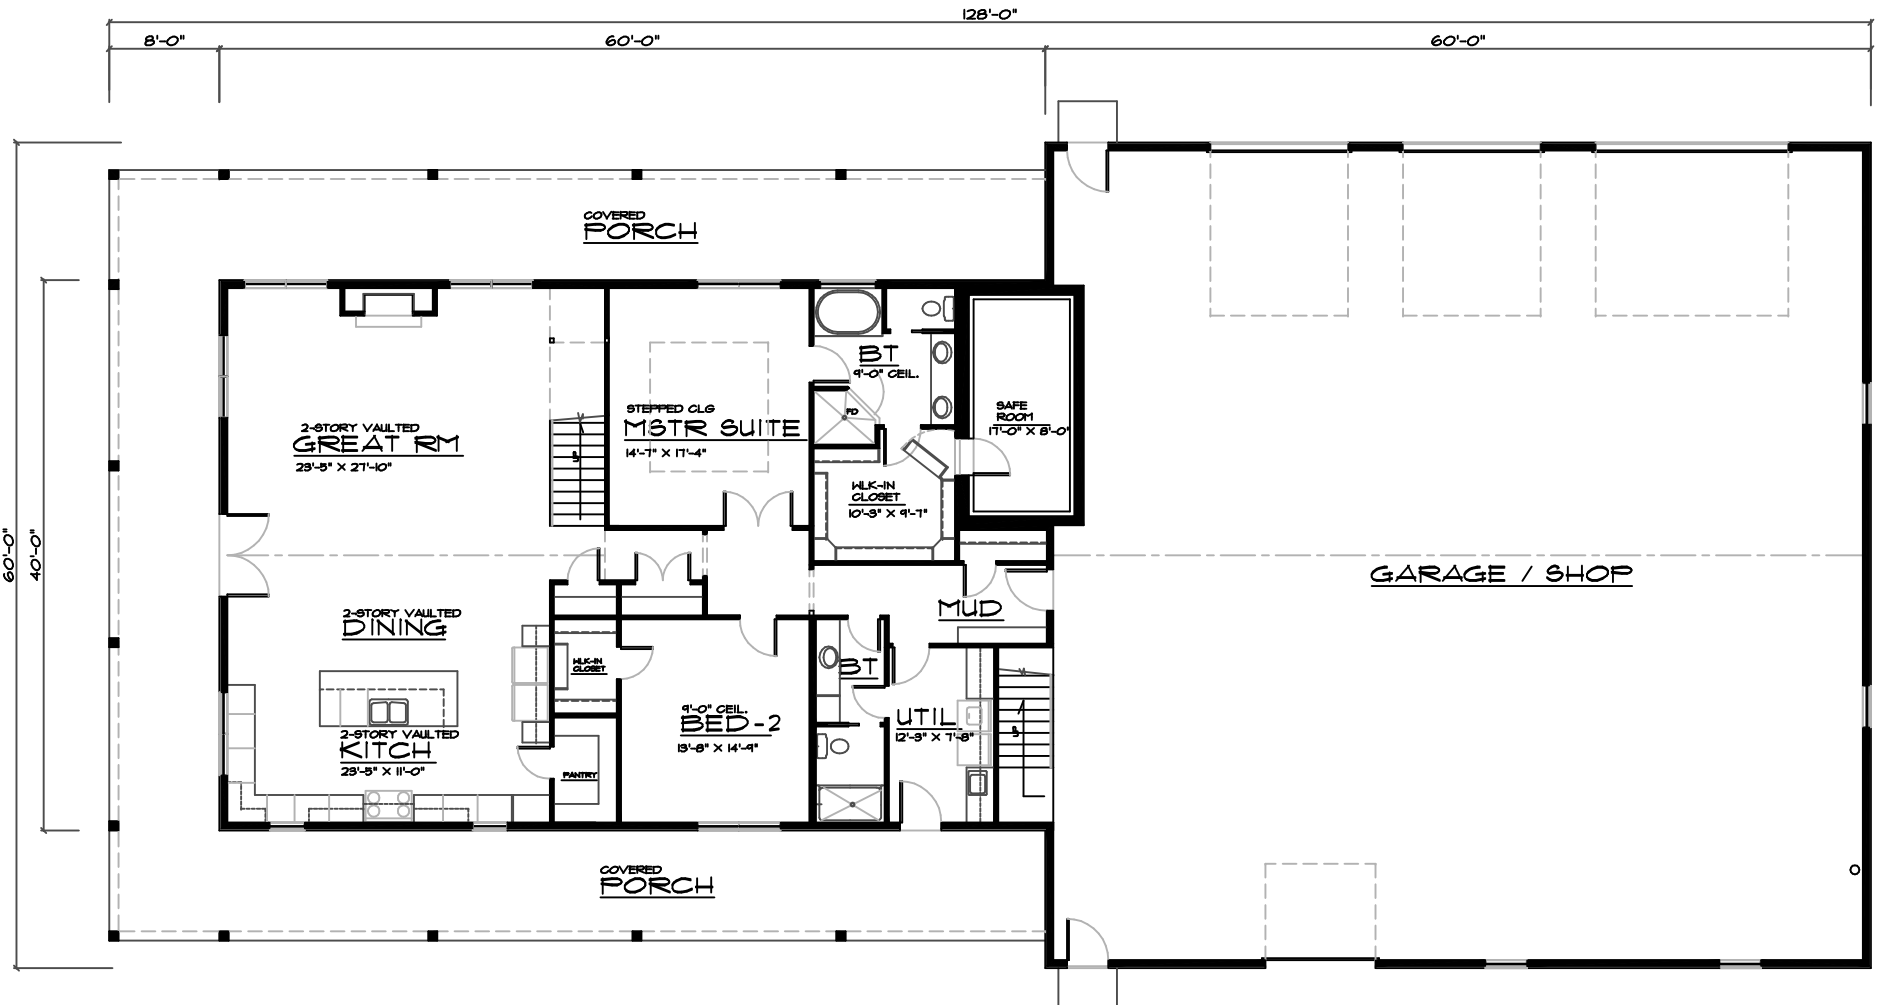 128'-0"
8'-0"
60'-0"
60'-0"
60'-0"
40'-0"
COVERED
PORCH
2-STORY VAULTED
GREAT RM
23'-5" X 27'-10"
STEPPED CLG
MSTR SUITE
14'-7" X 17'-4"
BT
9'-0" CEIL.
FD
SAFE
ROOM
17'-0" X 8'-0"
WLK-IN
CLOSET
10'-3" X 9'-7"
GARAGE / SHOP
MUD
2-STORY VAULTED
DINING
WLK-IN
CLOSET
BT
9'-0" CEIL.
BED-2
13'-8" X 14'-9"
UTIL
12'-3" X 7'-8"
2-STORY VAULTED
KITCH
23'-5" X 11'-0"
PANTRY
COVERED
PORCH